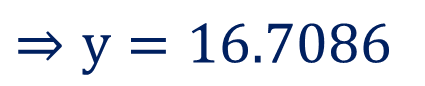 ⇒ y = 16.7086